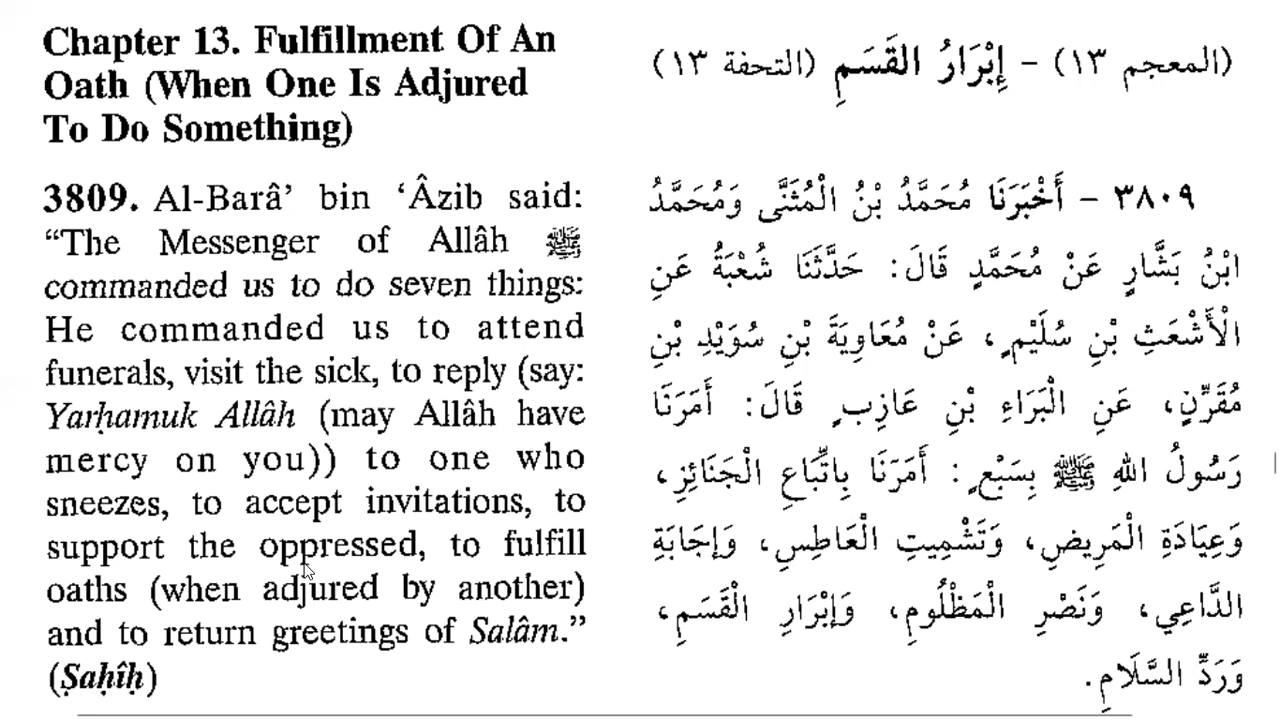 Chapter 13. Fulfillment Of An
Oath (When One Is Adjured
To Do Something)
3809. Al-Barâ’ bin ‘Âzib said:
“The Messenger of Allâh ﷺ
commanded us to do seven things:
He commanded us to attend
funerals, visit the sick, to reply (say:
Yarḥamuk Allâh (may Allâh have
mercy on you)) to one who
sneezes, to accept invitations, to
support the oppressed, to fulfill
oaths (when adjured by another)
and to return greetings of Salâm.”
(Ṣaḥîḥ)
(المعجم ١٣) - إِبْرَارُ القَسَمِ (التحفة ١٣)
٣٨٠٩ - أَخْبَرَنَا مُحَمَّدُ بْنُ الْمُثَنَّى وَمُحَمَّدُ
ابْنُ بَشَّارٍ عَنْ مُحَمَّدٍ قَالَ: حَدَّثَنَا شُعْبَةُ عَنِ
الْأَشْعَثِ بْنِ سُلَيْمٍ، عَنْ مُعَاوِيَةَ بْنِ سُوَيْدِ بْنِ
مُقَرِّنٍ، عَنِ الْبَرَاءِ بْنِ عَازِبٍ قَالَ: أَمَرَنَا
رَسُولُ اللهِ ﷺ بِسَبْعٍ: أَمَرَنَا بِاتِّبَاعِ الْجَنَائِزِ،
وَعِيَادَةِ الْمَرِيضِ، وَتَشْمِيتِ الْعَاطِسِ، وَإِجَابَةِ
الدَّاعِي، وَنَصْرِ الْمَظْلُومِ، وَإِبْرَارِ الْقَسَمِ،
وَرَدِّ السَّلَامِ.